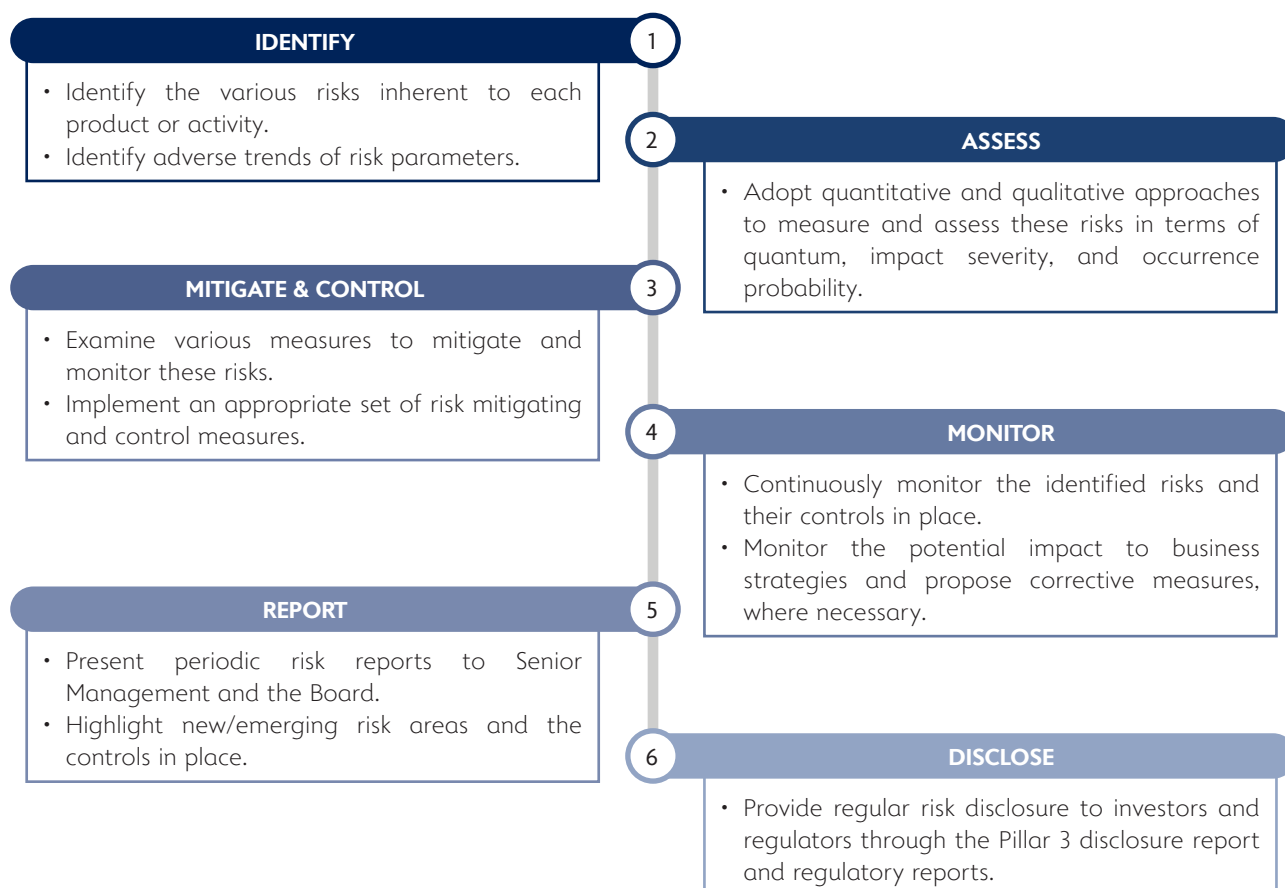 IDENTIFY
1
• Identify the various risks inherent to each
product or activity.
• Identify adverse trends of risk parameters.
2
ASSESS
• Adopt quantitative and qualitative approaches
to measure and assess these risks in terms of
quantum, impact severity, and occurrence
probability.
MITIGATE & CONTROL
3
• Examine various measures to mitigate and
monitor these risks.
• Implement an appropriate set of risk mitigating
and control measures.
4
MONITOR
• Continuously monitor the identified risks and
their controls in place.
• Monitor the potential impact to business
strategies and propose corrective measures,
where necessary.
REPORT
5
• Present periodic risk reports to Senior
Management and the Board.
• Highlight new/emerging risk areas and the
controls in place.
6
DISCLOSE
• Provide regular risk disclosure to investors and
regulators through the Pillar 3 disclosure report
and regulatory reports.